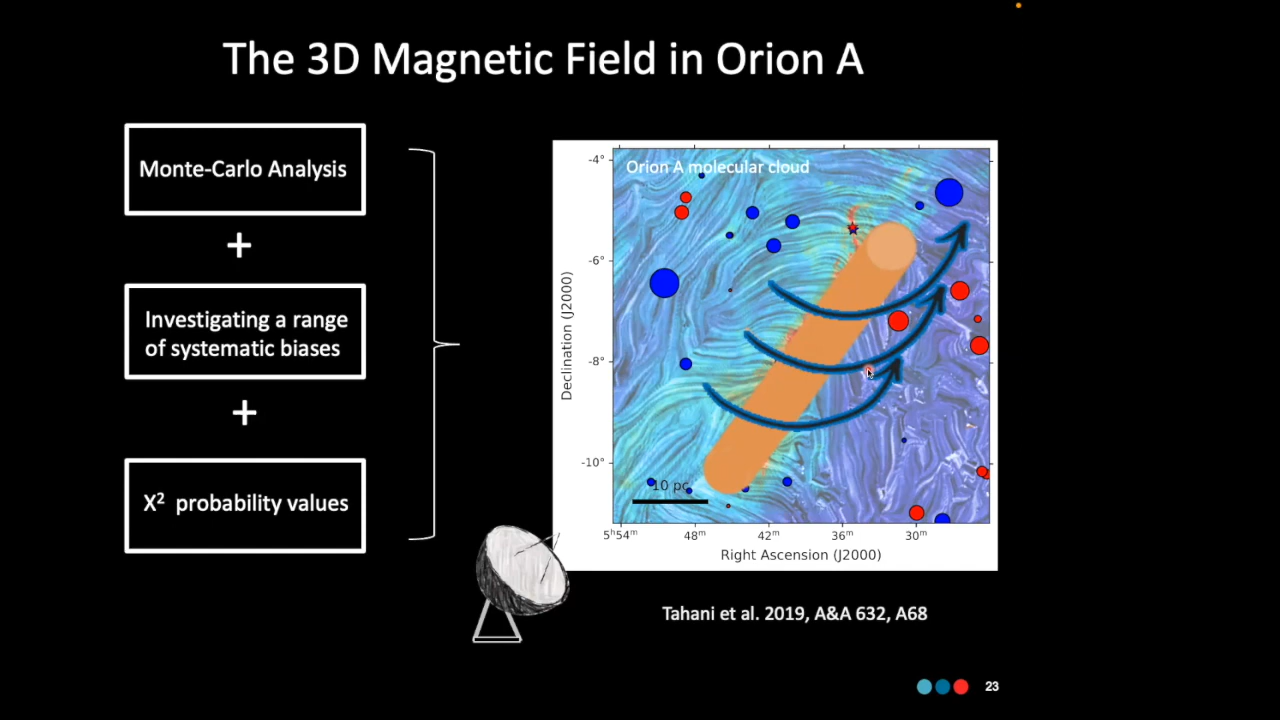 The 3D Magnetic Field in Orion A
Monte-Carlo Analysis
+
Investigating a range
of systematic biases
+
X² probability values
Orion A molecular cloud
-4°
-6°
-8°
-10°
Declination (J2000)
10 pc
5ʰ54ᵐ
48ᵐ
42ᵐ
36ᵐ
30ᵐ
Right Ascension (J2000)
Tahani et al. 2019, A&A 632, A68
23